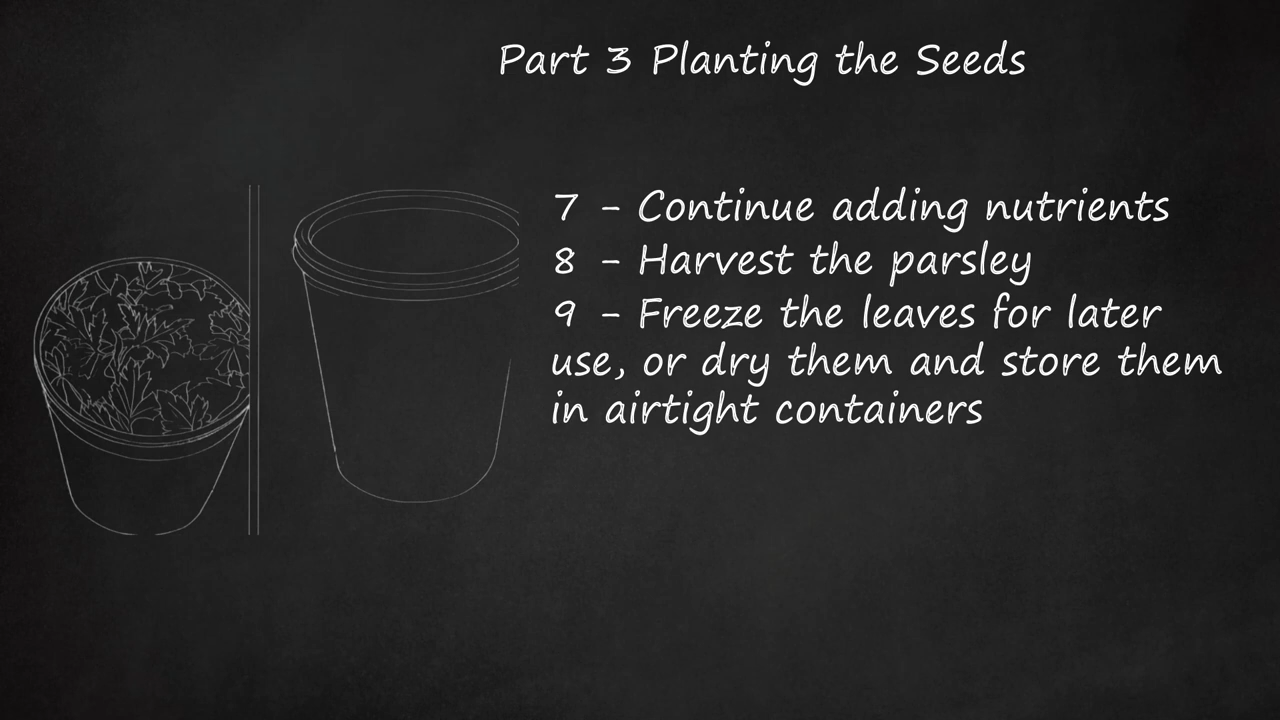 Part 3 Planting the Seeds
7 - Continue adding nutrients
8 - Harvest the parsley
9 - Freeze the leaves for later
use, or dry them and store them
in airtight containers